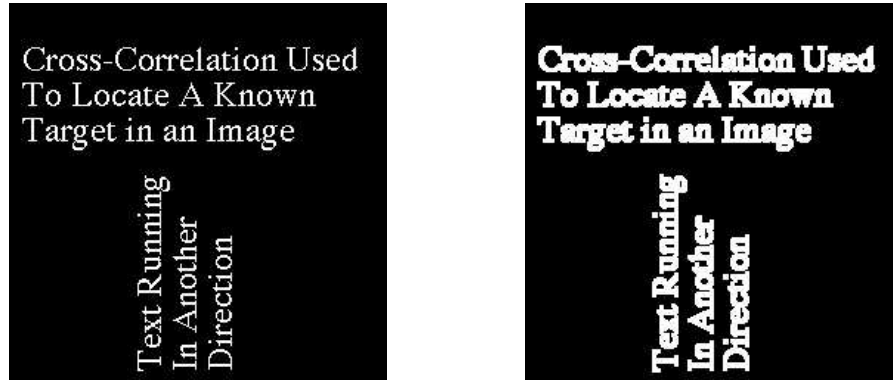 Cross-Correlation Used
To Locate A Known
Target in an Image
Text Running
In Another
Direction
Cross-Correlation Used
To Locate A Known
Target in an Image
Text Running
In Another
Direction